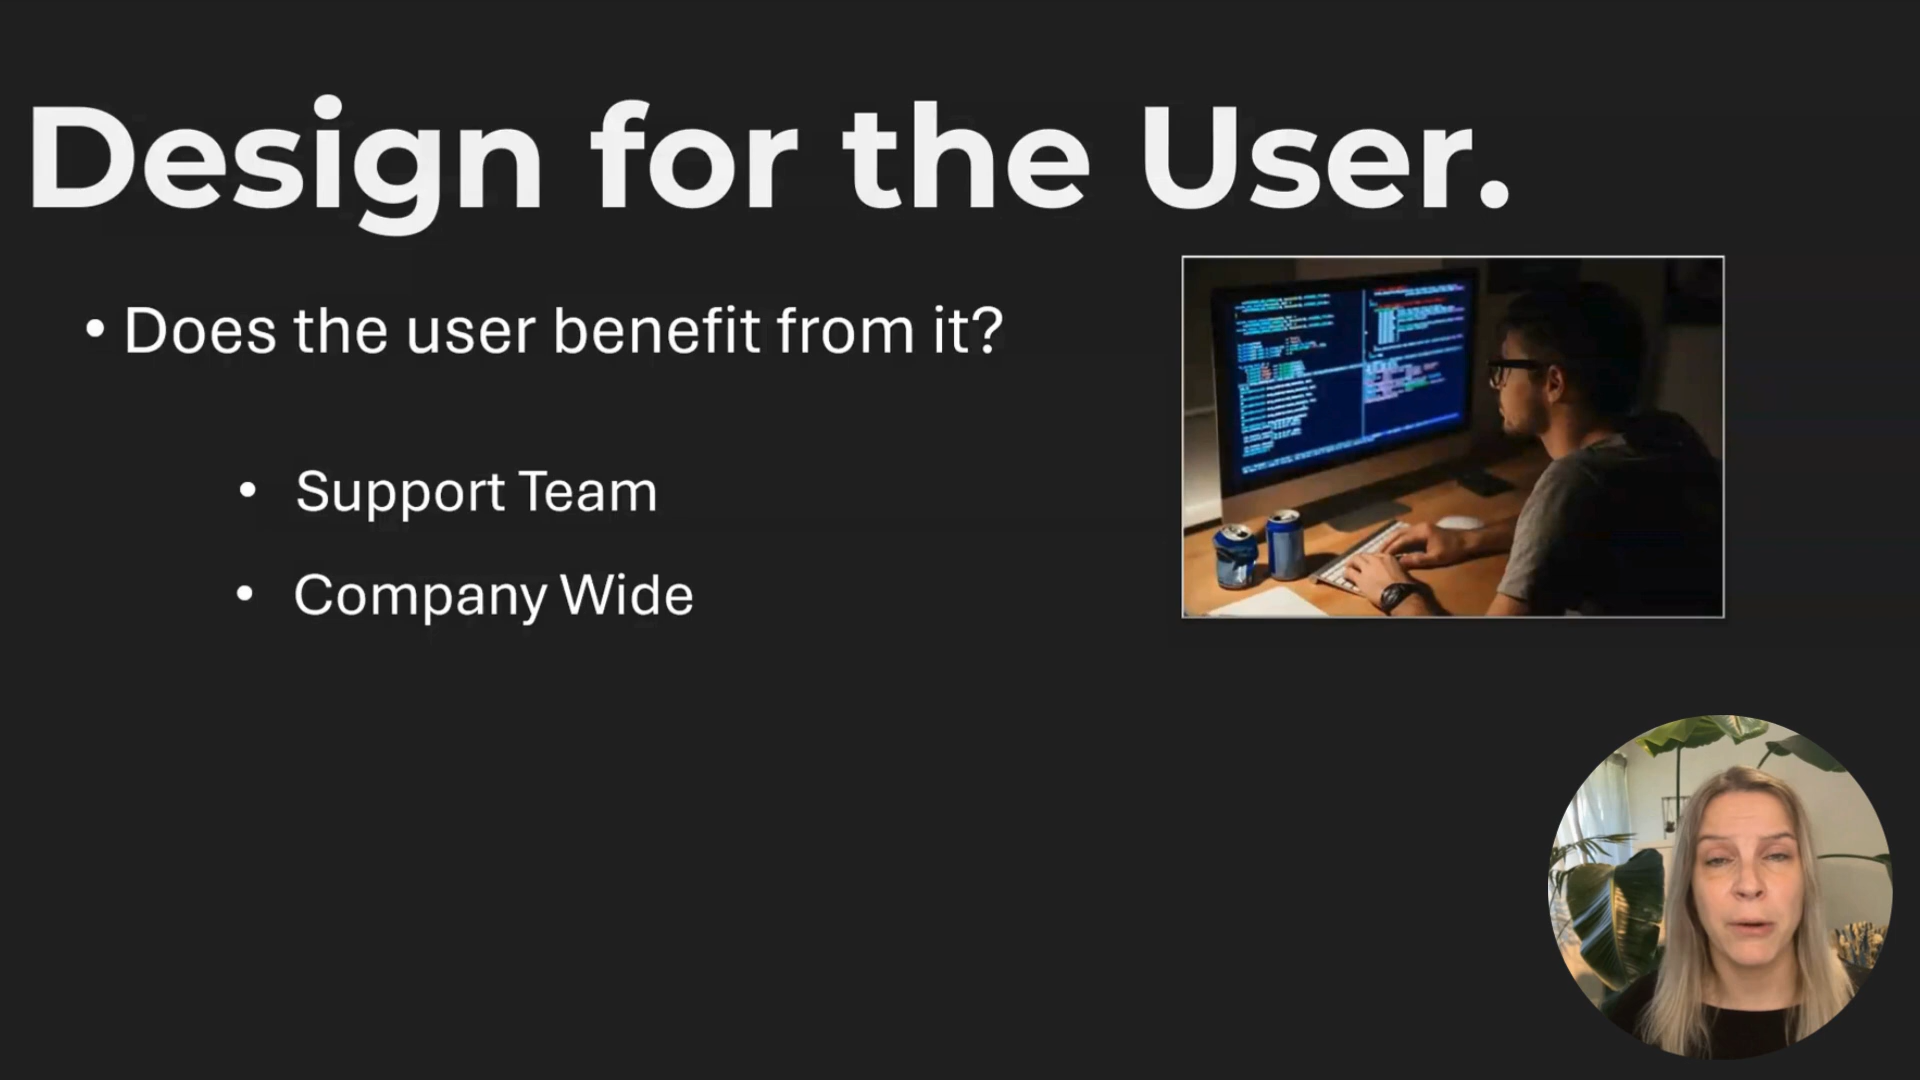 Design for the User.
• Does the user benefit from it?
• Support Team
• Company Wide